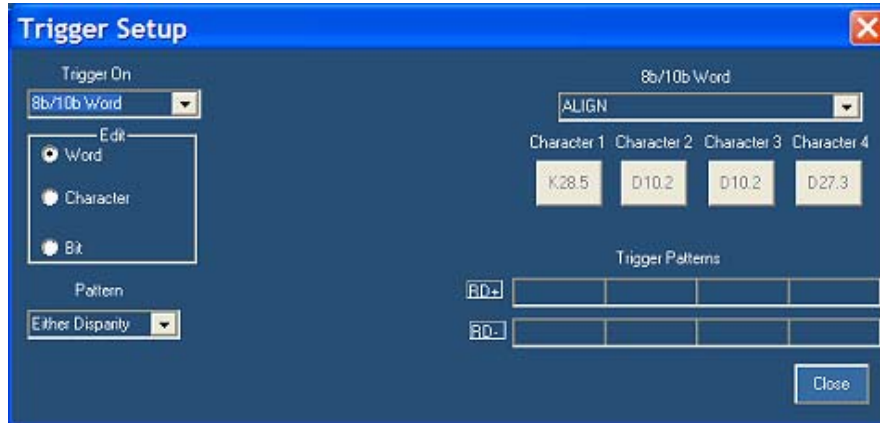 Trigger Setup
Trigger On
8b/10b Word
Edit
Word
Character
Bit
Pattern
Either Disparity
8b/10b Word
ALIGN
Character 1 Character 2 Character 3 Character 4
K28.5 D10.2 D10.2 D27.3
Trigger Patterns
RD+
RD-
Close